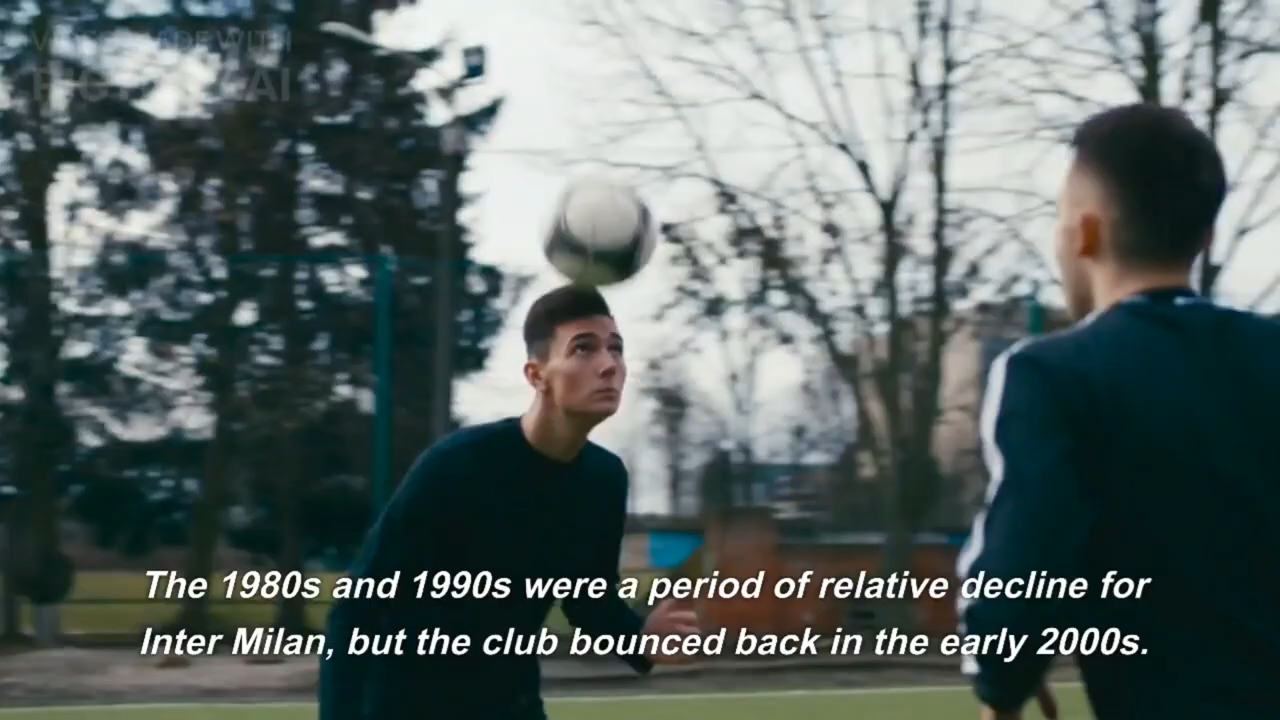 The 1980s and 1990s were a period of relative decline for
Inter Milan, but the club bounced back in the early 2000s.